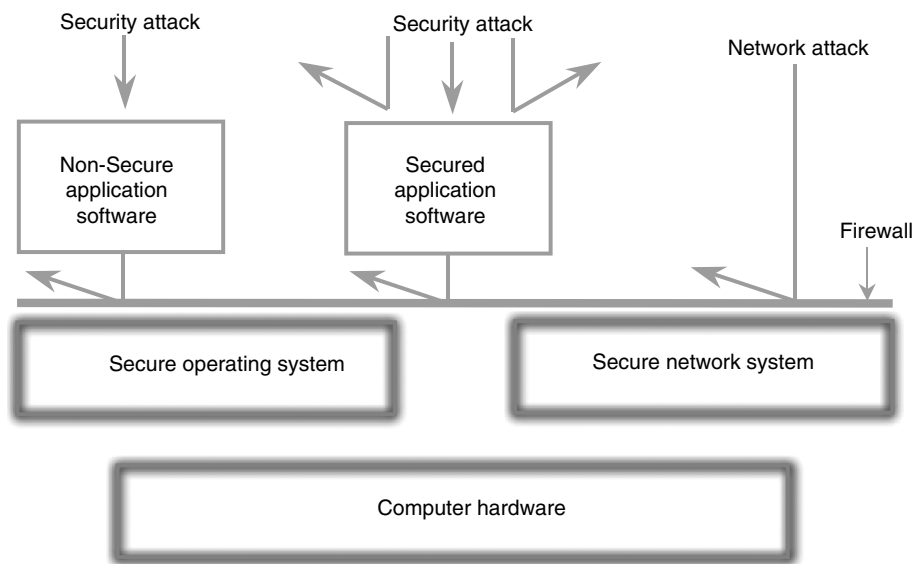 Security attack
Security attack
Network attack
Non-Secure
application
software
Secured
application
software
Firewall
Secure operating system
Secure network system
Computer hardware